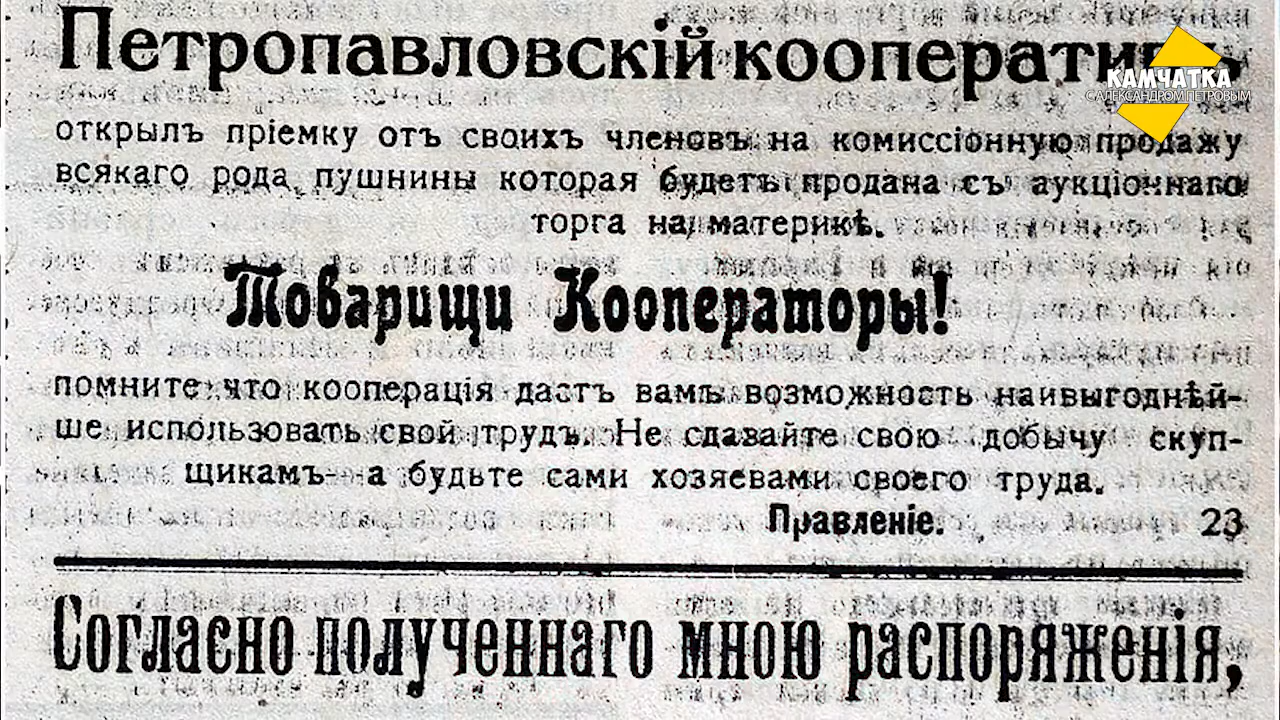 Петропавловскій кооперативъ
КАМЧАТКА
С АЛЕКСАНДРОМ ПЕТРОВЫМ
открылъ пріемку отъ своихъ членовъ на комиссіонную продажу
всякаго рода пушнины которая будетъ продана съ аукціоннаго
торга на материкѣ.
Товарищи Кооператоры!
помните что кооперація дастъ вамъ возможность наивыгоднѣй-
ше использовать свой трудъ. Не сдавайте свою добычу скуп-
щикамъ а будьте сами хозяевами своего труда.
Правленіе. 23
Согласно полученнаго мною распоряженія,